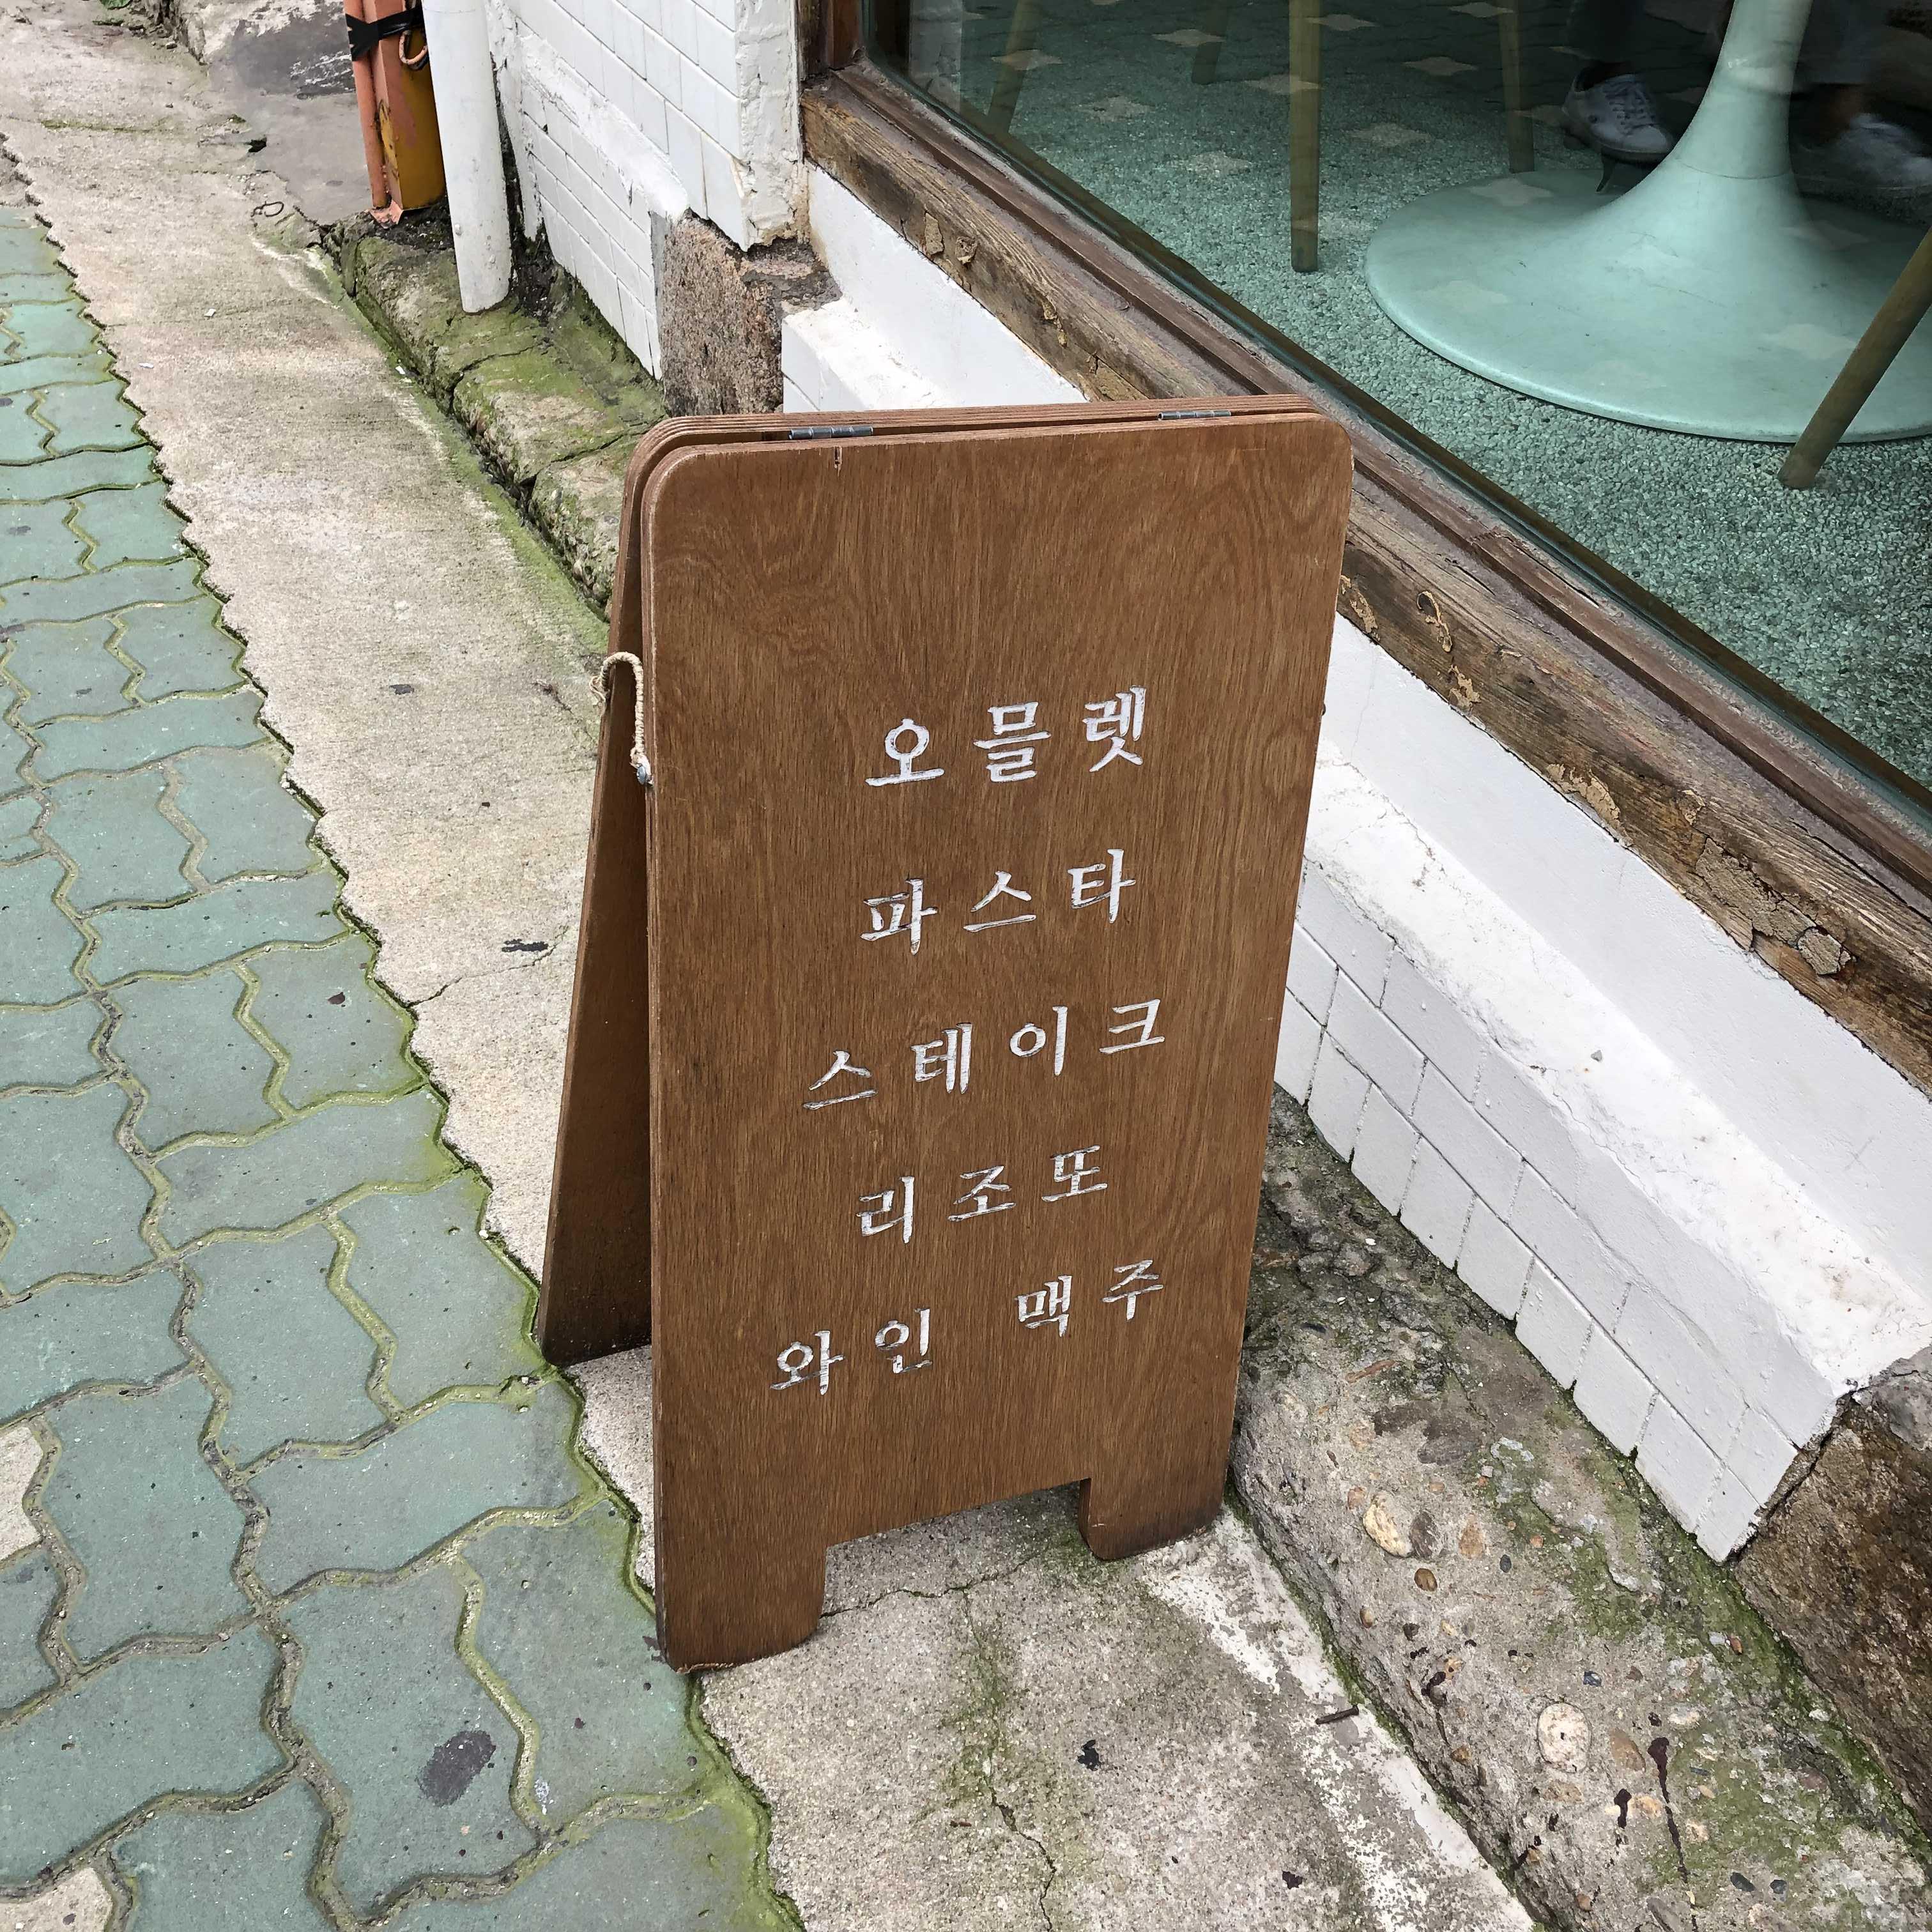 오믈렛
파스타
스테이크
리조또
와인 맥주